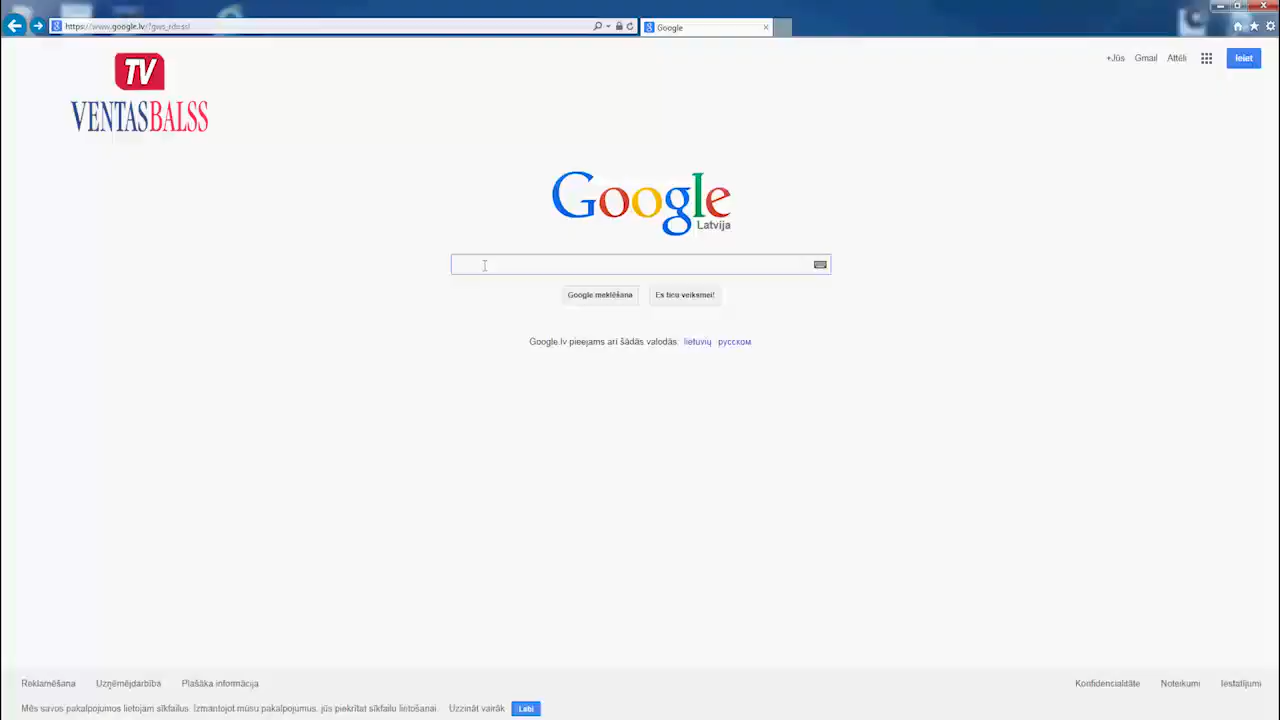 https://www.google.lv/?gws_rd=ssl
Google
+Jūs Gmail Attēli Ieiet
TV
VENTASBALSS
Google
Latvija
Google meklēšana Es ticu veiksmei!
Google.lv pieejams arī šādās valodās: lietuvių русском
Reklamēšana Uzņēmējdarbība Plašāka informācija Konfidencialitāte Noteikumi Iestatījumi
Mēs savos pakalpojumos lietojam sīkfailus. Izmantojot mūsu pakalpojumus, jūs piekrītat sīkfailu lietošanai. Uzzināt vairāk Labi